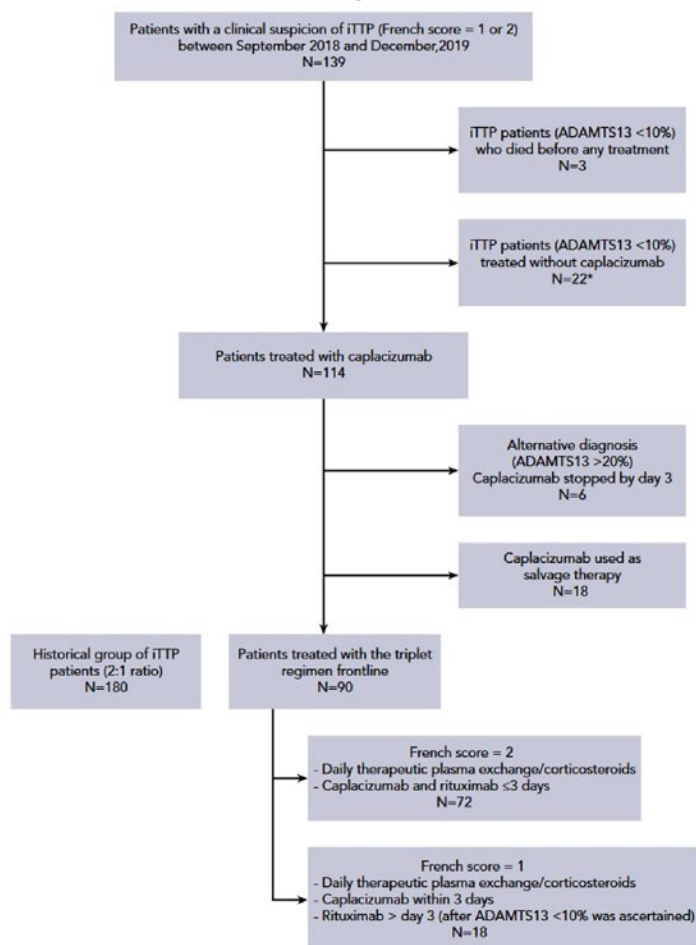 Patients with a clinical suspicion of iTTP (French score = 1 or 2)
between September 2018 and December,2019
N=139
iTTP patients (ADAMTS13 <10%)
who died before any treatment
N=3
iTTP patients (ADAMTS13 <10%)
treated without caplacizumab
N=22*
Patients treated with caplacizumab
N=114
Alternative diagnosis
(ADAMTS13 >20%)
Caplacizumab stopped by day 3
N=6
Caplacizumab used as
salvage therapy
N=18
Historical group of iTTP
patients (2:1 ratio)
N=180
Patients treated with the triplet
regimen frontline
N=90
French score = 2
- Daily therapeutic plasma exchange/corticosteroids
- Caplacizumab and rituximab ≤3 days
N=72
French score = 1
- Daily therapeutic plasma exchange/corticosteroids
- Caplacizumab within 3 days
- Rituximab > day 3 (after ADAMTS13 <10% was ascertained)
N=18